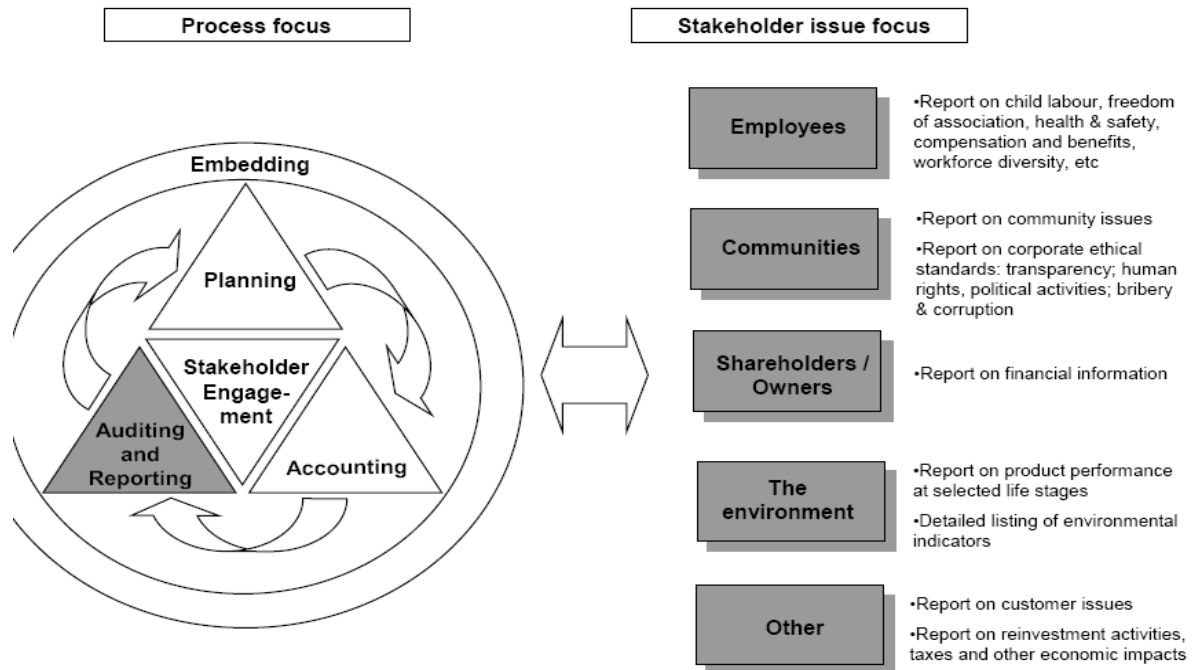 Process focus
Embedding
Planning
Stakeholder
Engage-
ment
Auditing
and
Reporting
Accounting
Stakeholder issue focus
Employees
•Report on child labour, freedom
of association, health & safety,
compensation and benefits,
workforce diversity, etc
Communities
•Report on community issues
•Report on corporate ethical
standards: transparency; human
rights, political activities; bribery
& corruption
Shareholders /
Owners
•Report on financial information
The
environment
•Report on product performance
at selected life stages
•Detailed listing of environmental
indicators
Other
•Report on customer issues
•Report on reinvestment activities,
taxes and other economic impacts